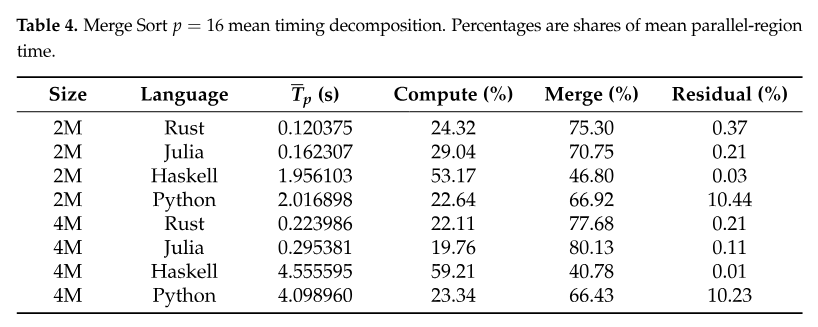 Table 4. Merge Sort p = 16 mean timing decomposition. Percentages are shares of mean parallel-region
time.
Size Language T̅p (s) Compute (%) Merge (%) Residual (%)
2M Rust 0.120375 24.32 75.30 0.37
2M Julia 0.162307 29.04 70.75 0.21
2M Haskell 1.956103 53.17 46.80 0.03
2M Python 2.016898 22.64 66.92 10.44
4M Rust 0.223986 22.11 77.68 0.21
4M Julia 0.295381 19.76 80.13 0.11
4M Haskell 4.555595 59.21 40.78 0.01
4M Python 4.098960 23.34 66.43 10.23